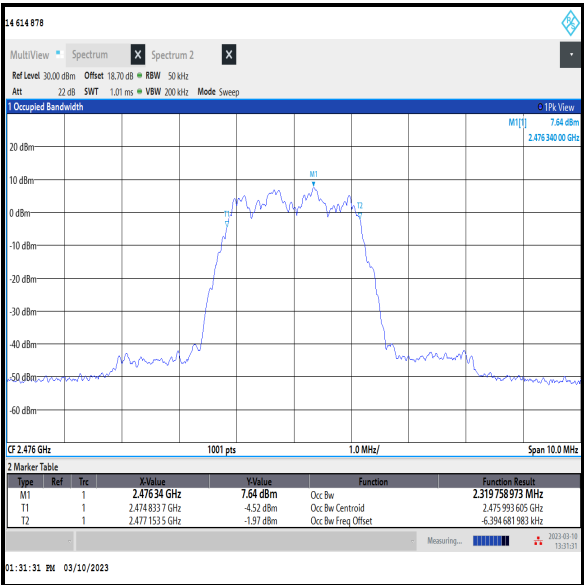 14 614 878
MultiView Spectrum X Spectrum 2 X
Ref Level 30.00 dBm Offset 18.70 dB RBW 50 kHz
Att 22 dB SWT 1.01 ms VBW 200 kHz Mode Sweep
1 Occupied Bandwidth 1Pk View
M1[1] 7.64 dBm
2.476 340 00 GHz
20 dBm
M1
10 dBm
T1 T2
0 dBm
-10 dBm
-20 dBm
-30 dBm
-40 dBm
-50 dBm
-60 dBm
CF 2.476 GHz 1001 pts 1.0 MHz/ Span 10.0 MHz
2 Marker Table
Type Ref Trc X-Value Y-Value Function Function Result
M1 1 2.476 34 GHz 7.64 dBm Occ Bw 2.319 758 973 MHz
T1 1 2.474 833 7 GHz -4.52 dBm Occ Bw Centroid 2.475 993 605 GHz
T2 1 2.477 153 5 GHz -1.97 dBm Occ Bw Freq Offset -6.394 681 983 kHz
Measuring... 2023-03-10
13:31:31
01:31:31 PM 03/10/2023